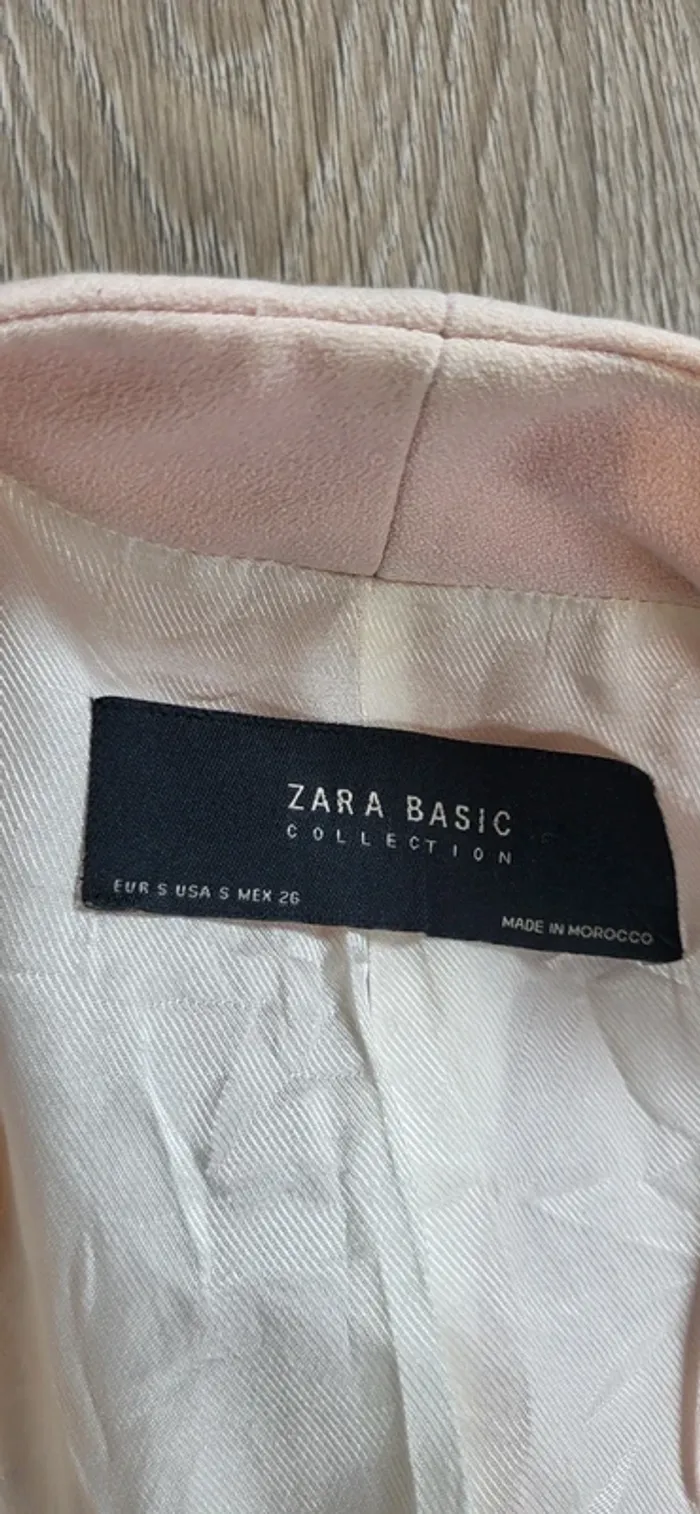 ZARA BASIC
COLLECTION
EUR S USA S MEX 26
MADE IN MOROCCO